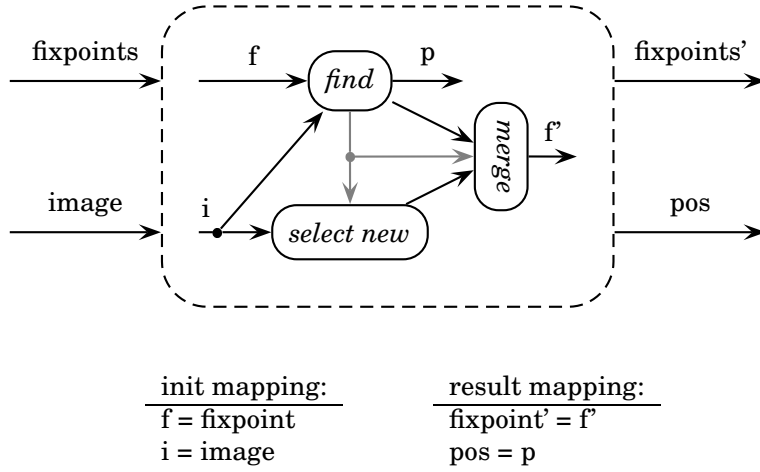 fixpoints
f
p
fixpoints'
find
merge
f'
image
i
select new
pos
init mapping:
f = fixpoint
i = image
result mapping:
fixpoint' = f'
pos = p